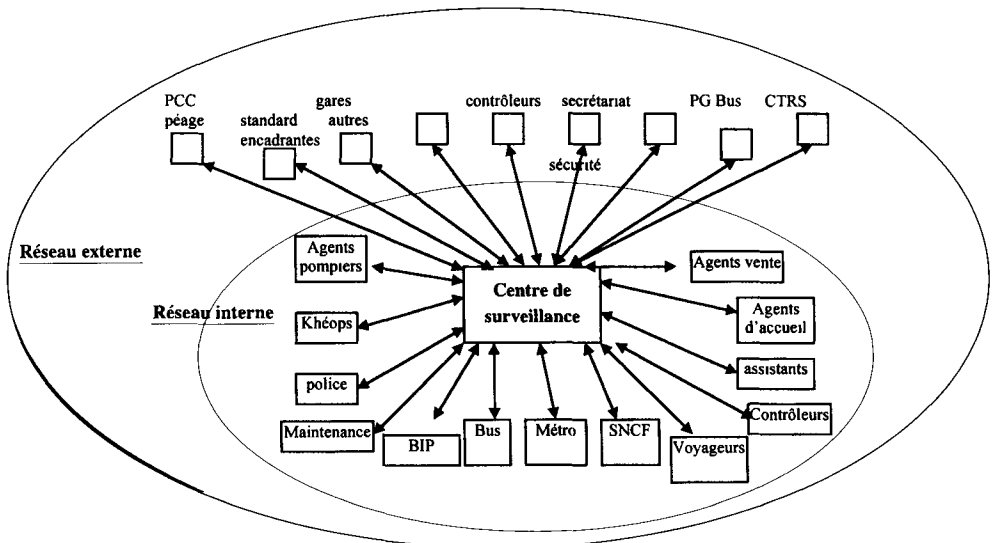 PCC
péage
standard
encadrantes
gares
autres
contrôleurs
secrétariat
sécurité
PG Bus
CTRS
Réseau externe
Réseau interne
Agents
pompiers
Khéops
police
Maintenance
BIP
Bus
Métro
SNCF
Voyageurs
Contrôleurs
assistants
Agents
d'accueil
Agents vente
Centre de
surveillance